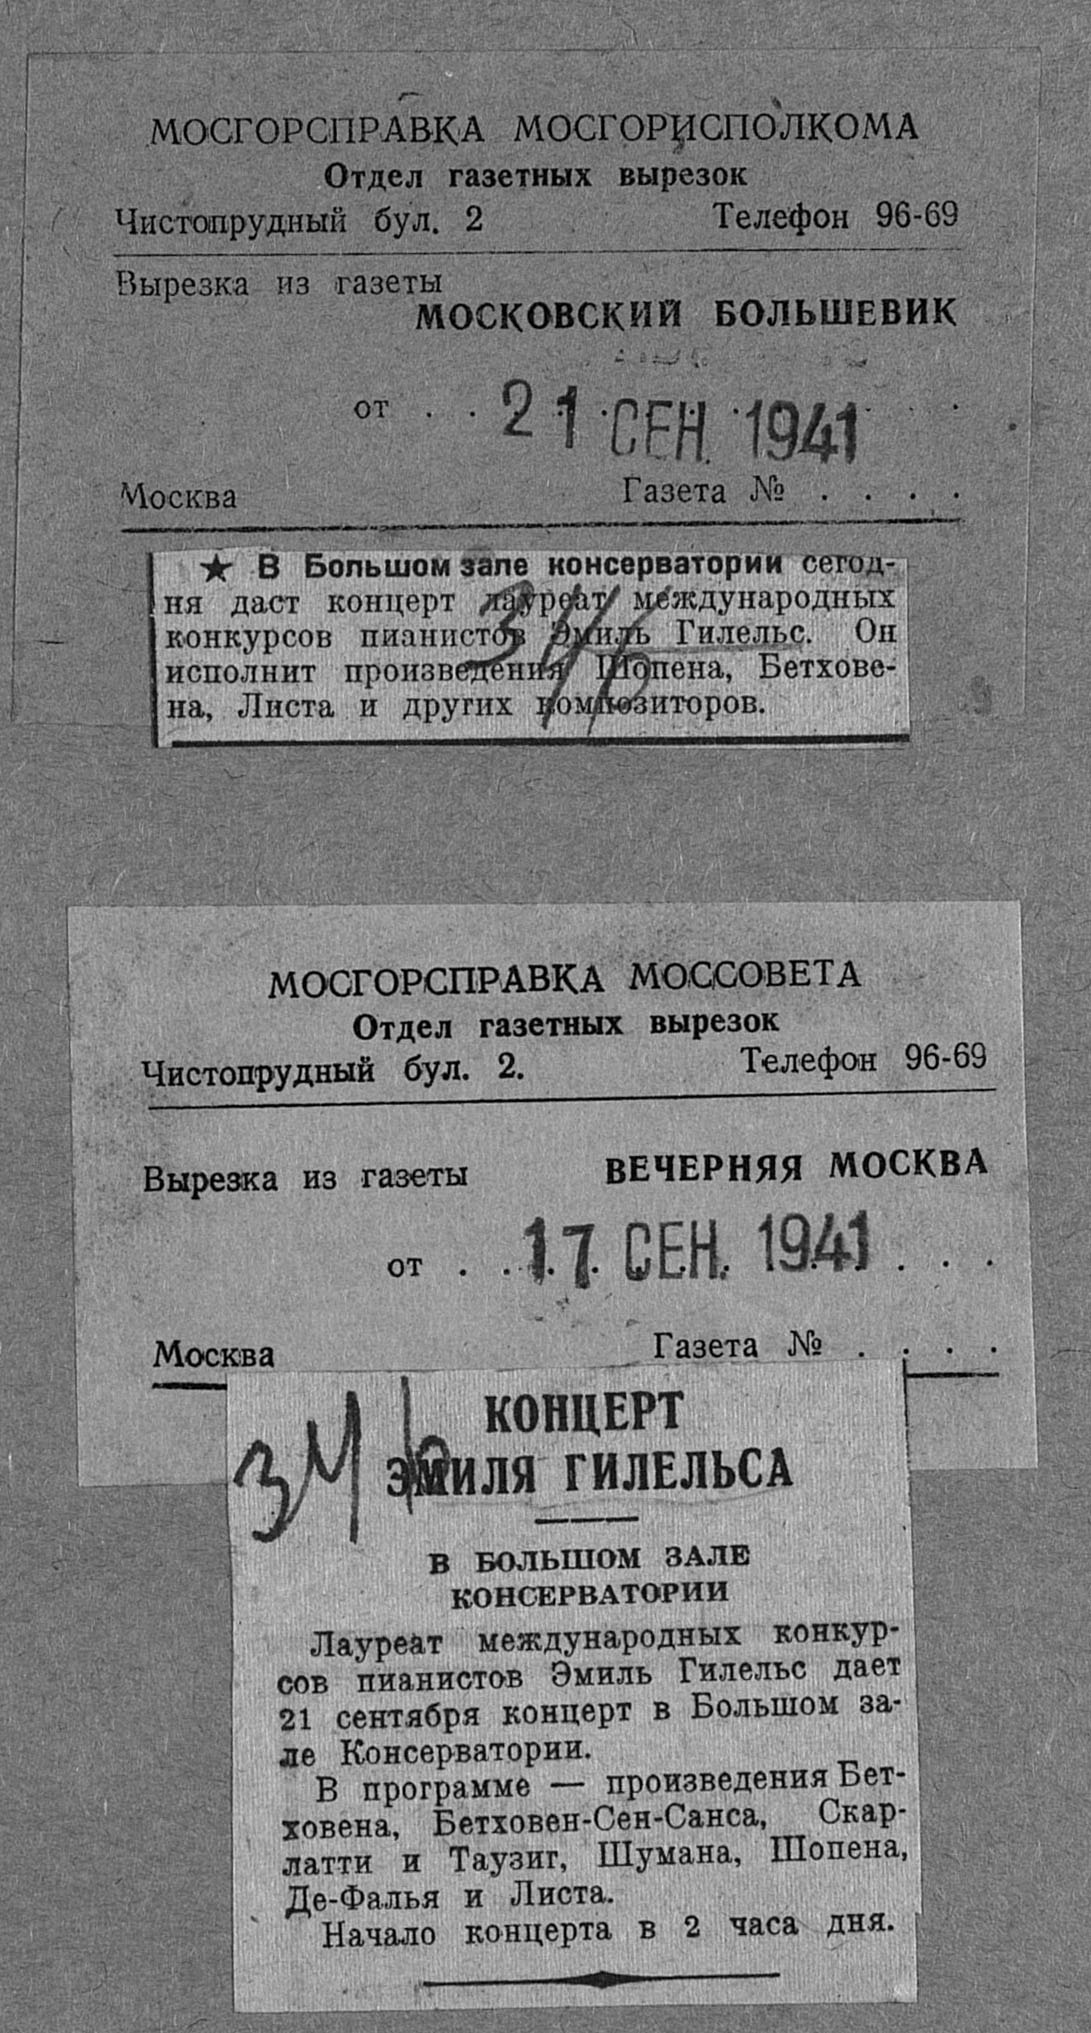 МОСГОРСПРАВКА МОСГОРИСПОЛКОМА
Отдел газетных вырезок
Чистопрудный бул. 2 Телефон 96-69
Вырезка из газеты
МОСКОВСКИЙ БОЛЬШЕВИК
от . . 21 СЕН. 1941 . .
Москва Газета № . . . .
★ В Большом зале консерватории сегод-
ня даст концерт лауреат международных
конкурсов пианистов Эмиль Гилельс. Он
исполнит произведения Шопена, Бетхове-
на, Листа и других композиторов.
346
МОСГОРСПРАВКА МОССОВЕТА
Отдел газетных вырезок
Чистопрудный бул. 2. Телефон 96-69
Вырезка из газеты ВЕЧЕРНЯЯ МОСКВА
от . . 17 СЕН. 1941 . . .
Москва Газета № . . . .
346
КОНЦЕРТ
ЭМИЛЯ ГИЛЕЛЬСА
В БОЛЬШОМ ЗАЛЕ
КОНСЕРВАТОРИИ
Лауреат международных конкур-
сов пианистов Эмиль Гилельс дает
21 сентября концерт в Большом за-
ле Консерватории.
В программе — произведения Бет-
ховена, Бетховен-Сен-Санса, Скар-
латти и Таузиг, Шумана, Шопена,
Де-Фалья и Листа.
Начало концерта в 2 часа дня.